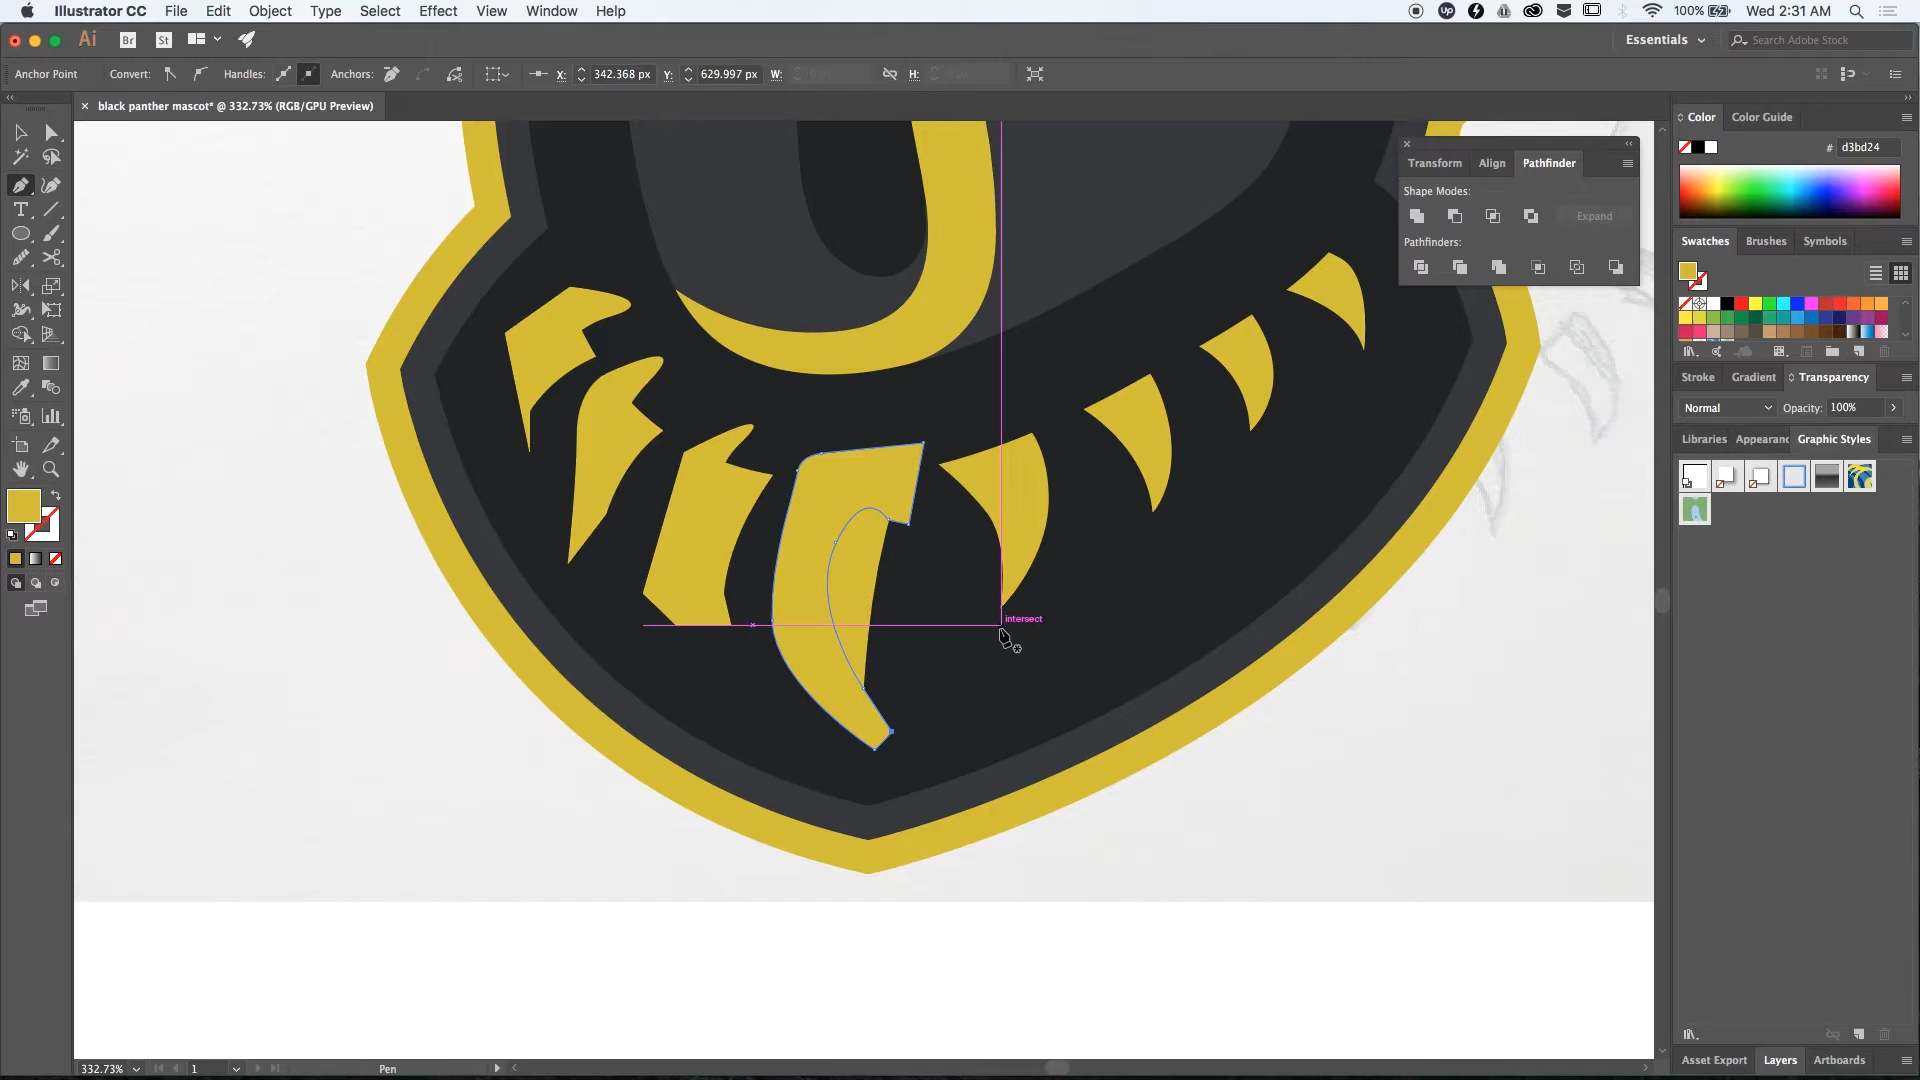 Illustrator CC File Edit Object Type Select Effect View Window Help
Up 100% Wed 2:31 AM
Ai Br St Essentials Search Adobe Stock
Anchor Point Convert: Handles: Anchors: X: 342.368 px Y: 629.997 px W: H:
× black panther mascot* @ 332.73% (RGB/GPU Preview)
Color Color Guide
# d3bd24
Transform Align Pathfinder
Shape Modes:
Expand
Pathfinders:
Swatches Brushes Symbols
Stroke Gradient Transparency
Normal Opacity: 100%
Libraries Appearanc Graphic Styles
intersect
332.73% 1 Pen
Asset Export Layers Artboards